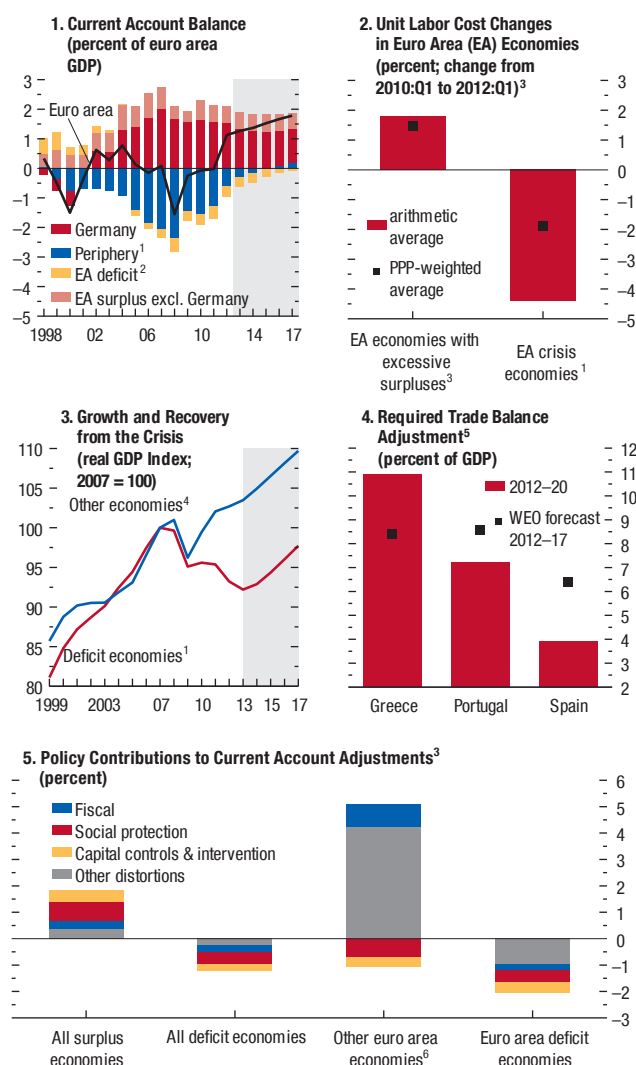 1. Current Account Balance
(percent of euro area
GDP)
3
2
Euro area
1
0
–1
–2
Germany
Periphery¹
–3
EA deficit²
–4
EA surplus excl. Germany
–5
1998 02 06 10 14 17
2. Unit Labor Cost Changes
in Euro Area (EA) Economies
(percent; change from
2010:Q1 to 2012:Q1)³
3
2
1
0
–1
arithmetic
average
–2
PPP-weighted
average
–3
–4
–5
EA economies with
excessive
surpluses³
EA crisis
economies¹
3. Growth and Recovery
from the Crisis
(real GDP Index;
2007 = 100)
110
105
Other economies⁴
100
95
90
85
Deficit economies¹
80
1999 2003 07 10 13 15 17
4. Required Trade Balance
Adjustment⁵
(percent of GDP)
12
11
2012–20
10
WEO forecast
2012–17
9
8
7
6
5
4
3
2
Greece Portugal Spain
5. Policy Contributions to Current Account Adjustments³
(percent)
Fiscal
Social protection
Capital controls & intervention
Other distortions
6
5
4
3
2
1
0
–1
–2
–3
All surplus
economies
All deficit economies
Other euro area
economies⁶
Euro area deficit
economies